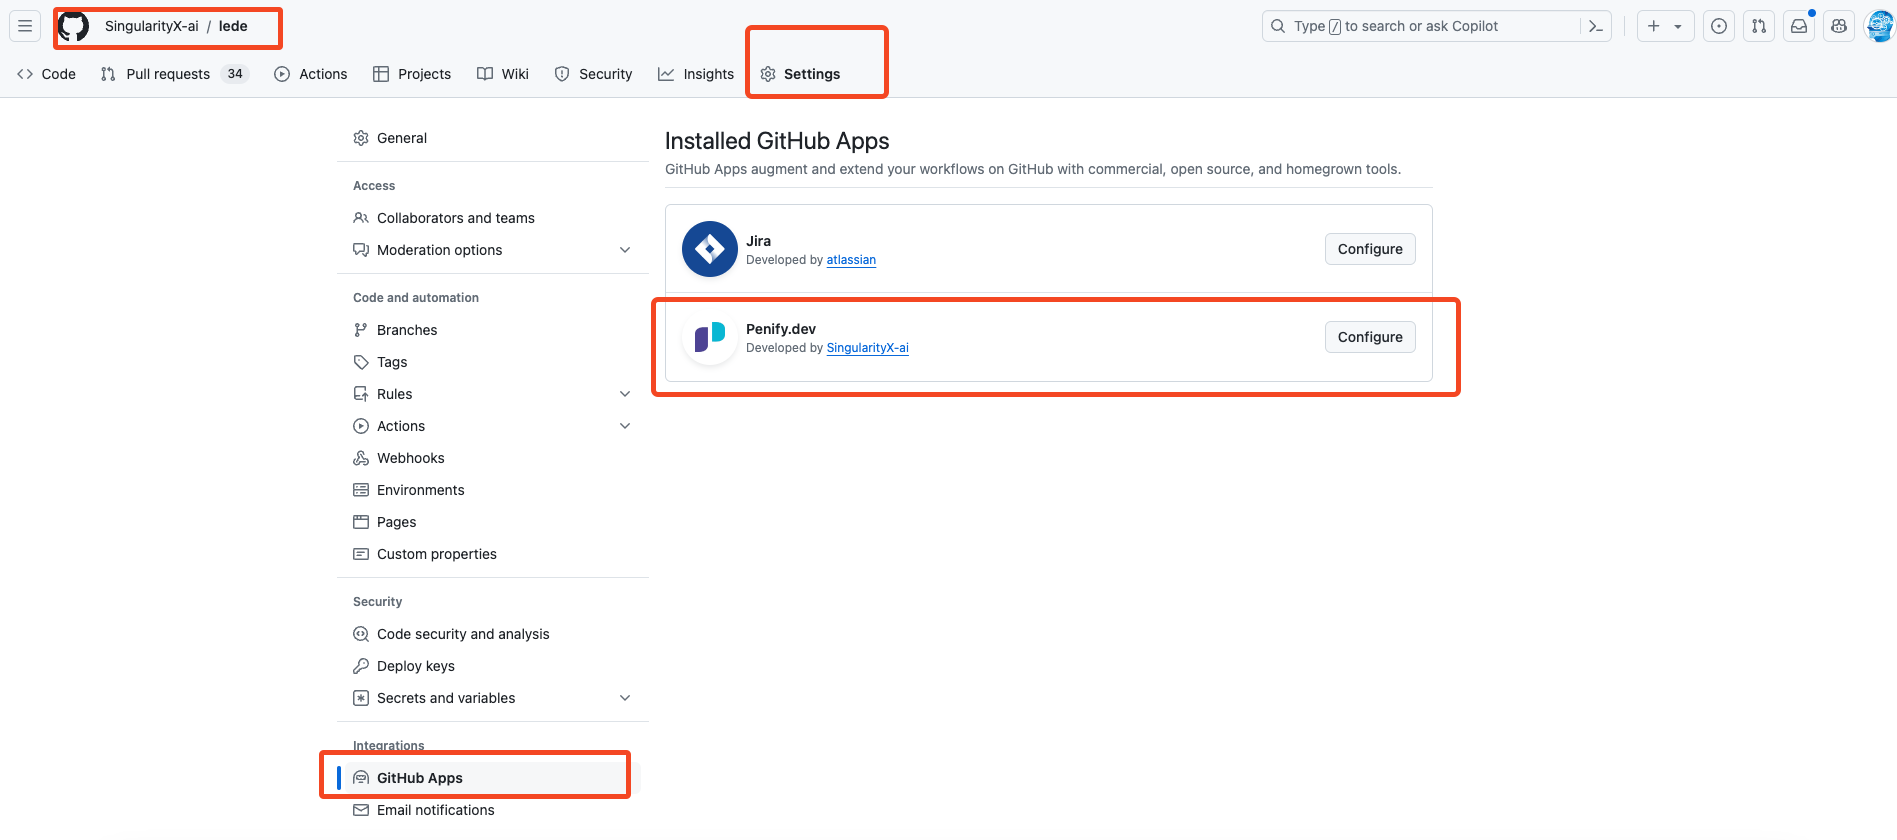 SingularityX-ai / lede
Type / to search or ask Copilot
Code
Pull requests 34
Actions
Projects
Wiki
Security
Insights
Settings
General
Access
Collaborators and teams
Moderation options
Code and automation
Branches
Tags
Rules
Actions
Webhooks
Environments
Pages
Custom properties
Security
Code security and analysis
Deploy keys
Secrets and variables
Integrations
GitHub Apps
Email notifications
Installed GitHub Apps
GitHub Apps augment and extend your workflows on GitHub with commercial, open source, and homegrown tools.
Jira
Developed by atlassian
Configure
Penify.dev
Developed by SingularityX-ai
Configure